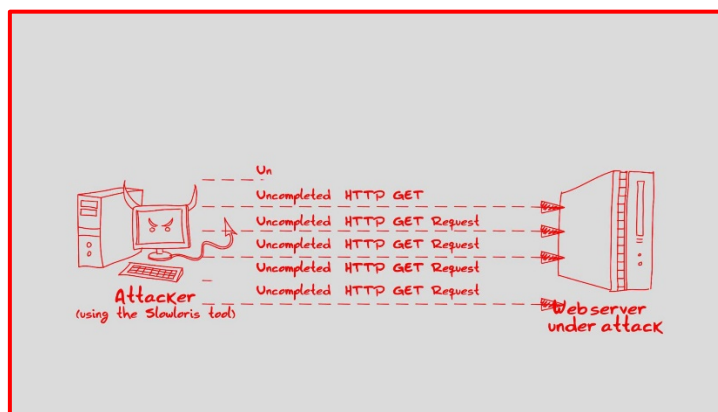 Un
Uncompleted HTTP GET
Uncompleted HTTP GET Request
Uncompleted HTTP GET Request
Uncompleted HTTP GET Request
Uncompleted HTTP GET Request
Attacker
(using the Slowloris tool)
Webserver
under attack